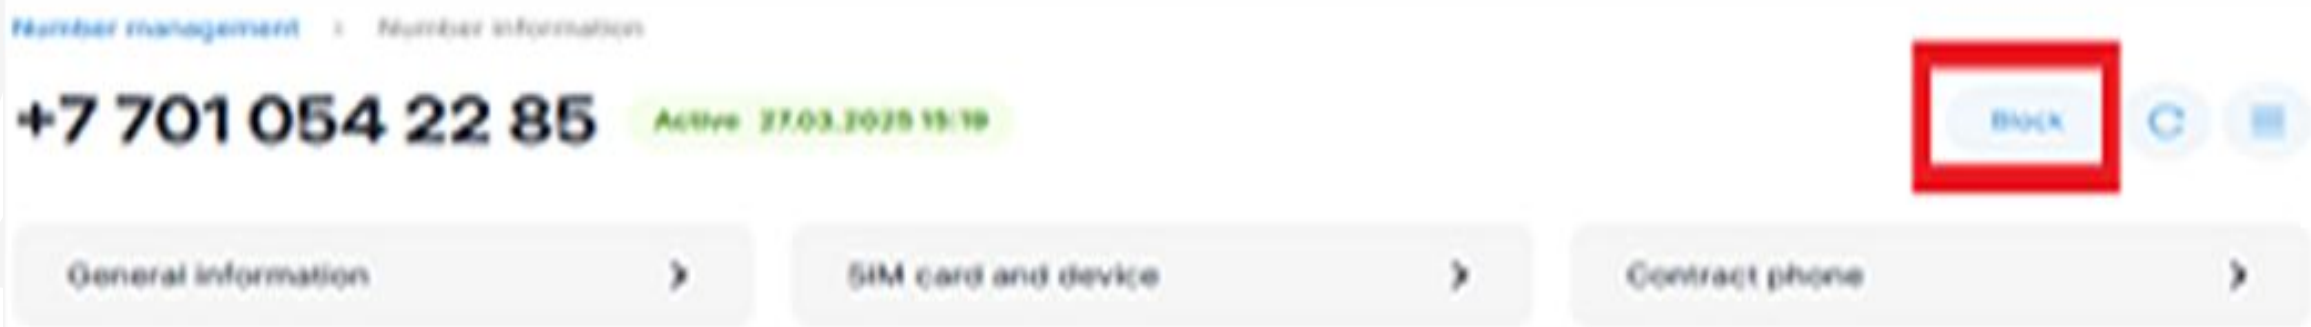 Number management › Number information
+7 701 054 22 85 Active 27.03.2025 15:19 Block
General information
SIM card and device
Contract phone